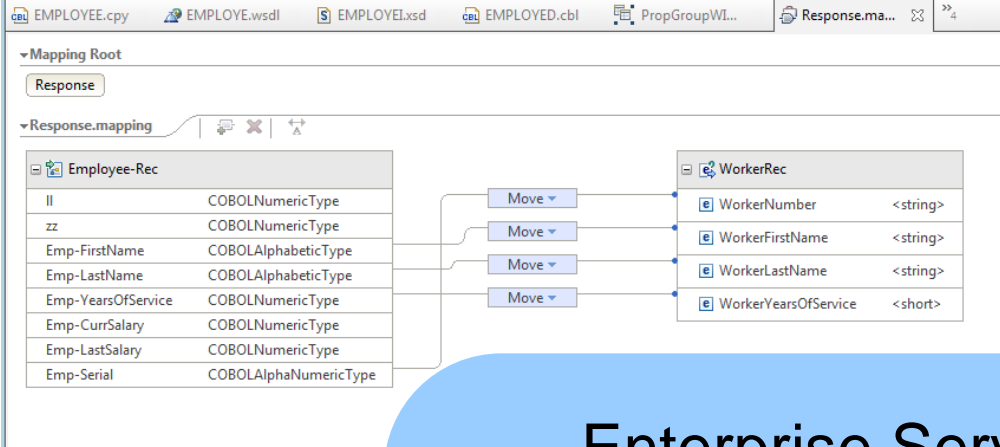 EMPLOYEE.cpy EMPLOYE.wsdl EMPLOYEI.xsd EMPLOYED.cbl PropGroupWI... Response.ma... 4
Mapping Root
Response
Response.mapping
Employee-Rec WorkerRec
ll COBOLNumericType Move WorkerNumber <string>
zz COBOLNumericType Move WorkerFirstName <string>
Emp-FirstName COBOLAlphabeticType
Emp-LastName COBOLAlphabeticType Move WorkerLastName <string>
Emp-YearsOfService COBOLNumericType Move WorkerYearsOfService <short>
Emp-CurrSalary COBOLNumericType
Emp-LastSalary COBOLNumericType
Emp-Serial COBOLAlphaNumericType
Enterprise Serv